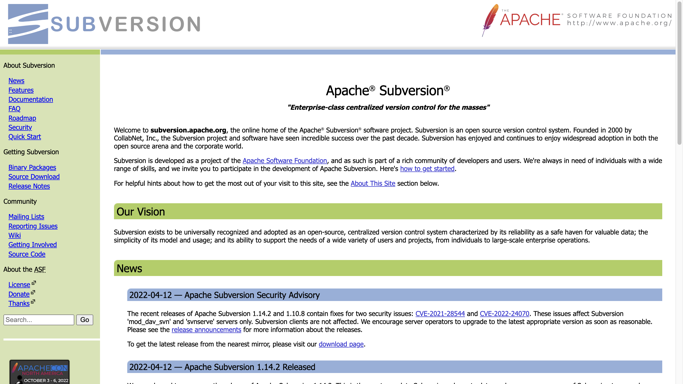 SUBVERSION
THE
APACHE® SOFTWARE FOUNDATION
http://www.apache.org/
About Subversion
News
Features
Documentation
FAQ
Roadmap
Security
Quick Start
Getting Subversion
Binary Packages
Source Download
Release Notes
Community
Mailing Lists
Reporting Issues
Wiki
Getting Involved
Source Code
About the ASF
License
Donate
Thanks
Search...
Go
OCTOBER 3-6, 2022
Apache® Subversion®
"Enterprise-class centralized version control for the masses"
Welcome to subversion.apache.org, the online home of the Apache® Subversion® software project. Subversion is an open source version control system. Founded in 2000 by
CollabNet, Inc., the Subversion project and software have seen incredible success over the past decade. Subversion has enjoyed and continues to enjoy widespread adoption in both the
open source arena and the corporate world.
Subversion is developed as a project of the Apache Software Foundation, and as such is part of a rich community of developers and users. We're always in need of individuals with a wide
range of skills, and we invite you to participate in the development of Apache Subversion. Here's how to get started.
For helpful hints about how to get the most out of your visit to this site, see the About This Site section below.
Our Vision
Subversion exists to be universally recognized and adopted as an open-source, centralized version control system characterized by its reliability as a safe haven for valuable data; the
simplicity of its model and usage; and its ability to support the needs of a wide variety of users and projects, from individuals to large-scale enterprise operations.
News
2022-04-12 — Apache Subversion Security Advisory
The recent releases of Apache Subversion 1.14.2 and 1.10.8 contain fixes for two security issues: CVE-2021-28544 and CVE-2022-24070. These issues affect Subversion
'mod_dav_svn' and 'svnserve' servers only. Subversion clients are not affected. We encourage server operators to upgrade to the latest appropriate version as soon as reasonable.
Please see the release announcements for more information about the releases.
To get the latest release from the nearest mirror, please visit our download page.
2022-04-12 — Apache Subversion 1.14.2 Released